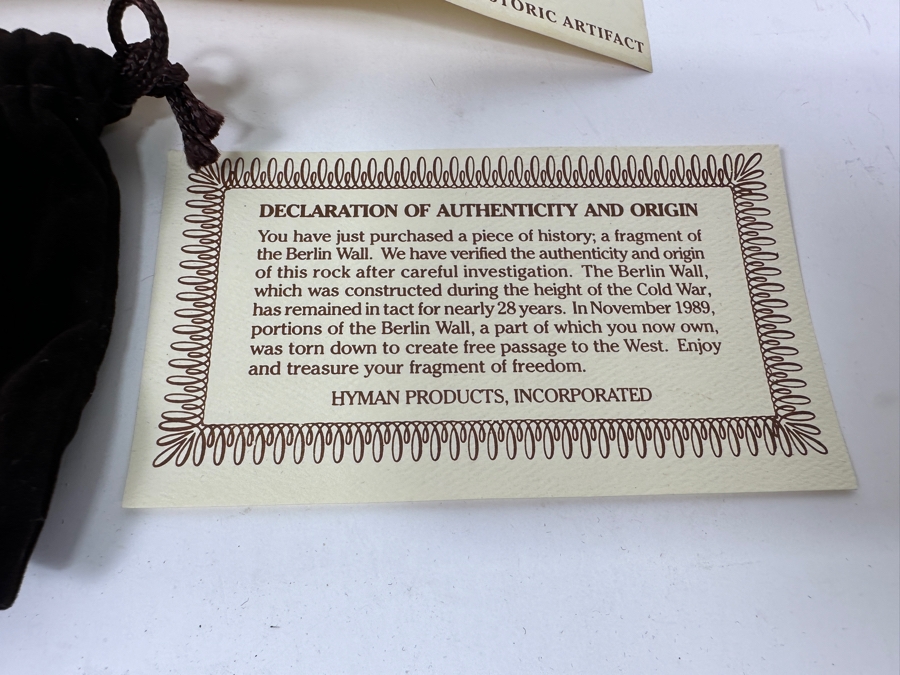 HISTORIC ARTIFACT
DECLARATION OF AUTHENTICITY AND ORIGIN
You have just purchased a piece of history; a fragment of
the Berlin Wall. We have verified the authenticity and origin
of this rock after careful investigation. The Berlin Wall,
which was constructed during the height of the Cold War,
has remained in tact for nearly 28 years. In November 1989,
portions of the Berlin Wall, a part of which you now own,
was torn down to create free passage to the West. Enjoy
and treasure your fragment of freedom.
HYMAN PRODUCTS, INCORPORATED